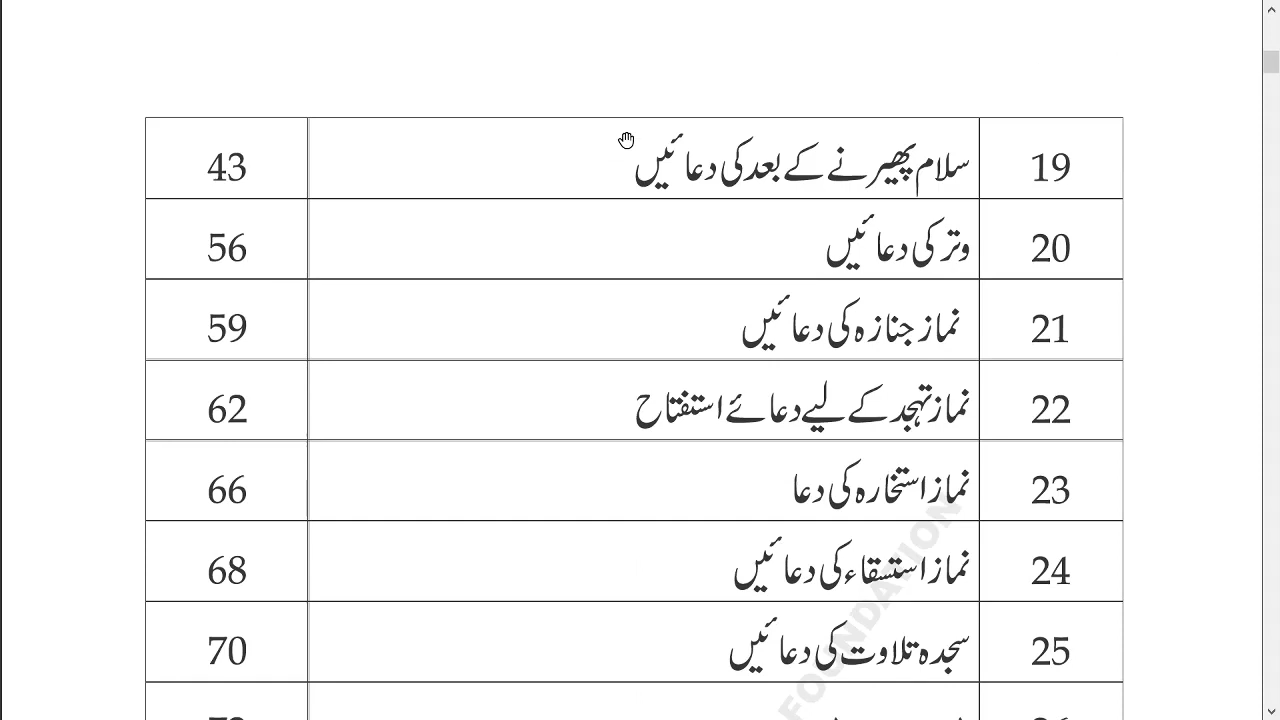 19 سلام پھیرنے کے بعد کی دعائیں 43
20 وتر کی دعائیں 56
21 نماز جنازہ کی دعائیں 59
22 نماز تہجد کے لیے دعائے استفتاح 62
23 نماز استخارہ کی دعا 66
24 نماز استسقاء کی دعائیں 68
25 سجدہ تلاوت کی دعائیں 70
FOUNDATION